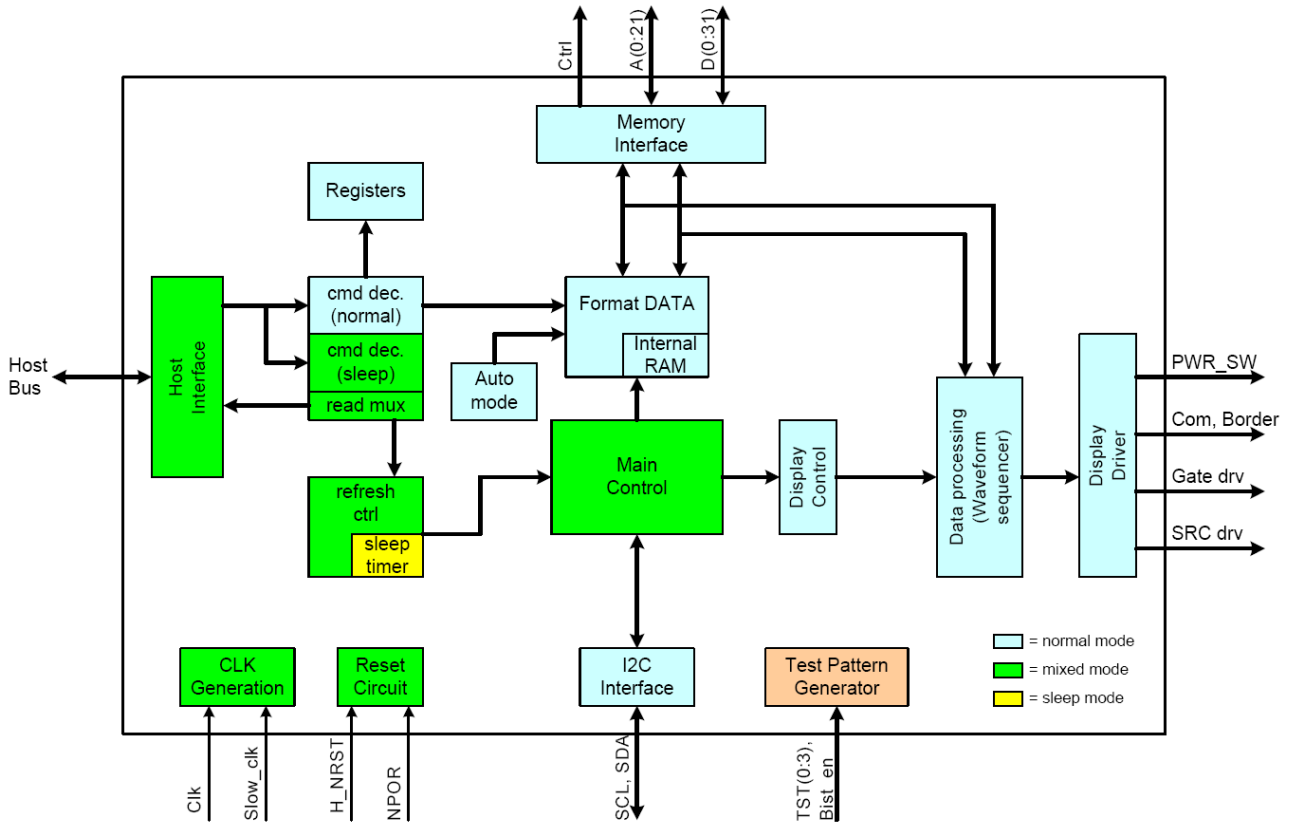 Ctrl
A(0:21)
D(0:31)
Memory
Interface
Registers
cmd dec.
(normal)
cmd dec.
(sleep)
read mux
Format DATA
Internal
RAM
Auto
mode
Host
Bus
Host
Interface
refresh
ctrl
sleep
timer
Main
Control
Display
Control
Data processing
(Waveform
sequencer)
Display
Driver
PWR_SW
Com, Border
Gate drv
SRC drv
CLK
Generation
Reset
Circuit
I2C
Interface
Test Pattern
Generator
= normal mode
= mixed mode
= sleep mode
Clk
Slow_clk
H_NRST
NPOR
SCL, SDA
TST(0:3),
Bist_en